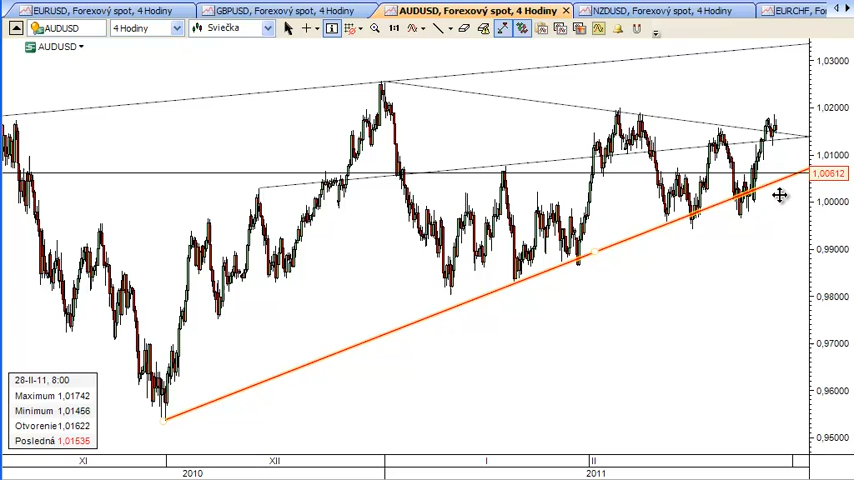 EURUSD, Forexový spot, 4 Hodiny
GBPUSD, Forexový spot, 4 Hodiny
AUDUSD, Forexový spot, 4 Hodiny
NZDUSD, Forexový spot, 4 Hodiny
EURCHF, Fo
AUDUSD
4 Hodiny
Sviečka
1:1
S AUDUSD
1,03000
1,02000
1,01000
1,00612
1,00000
0,99000
0,98000
0,97000
0,96000
0,95000
28-II-11, 8:00
Maximum 1,01742
Minimum 1,01456
Otvorenie 1,01622
Posledná 1,01535
XI
XII
I
II
2010
2011